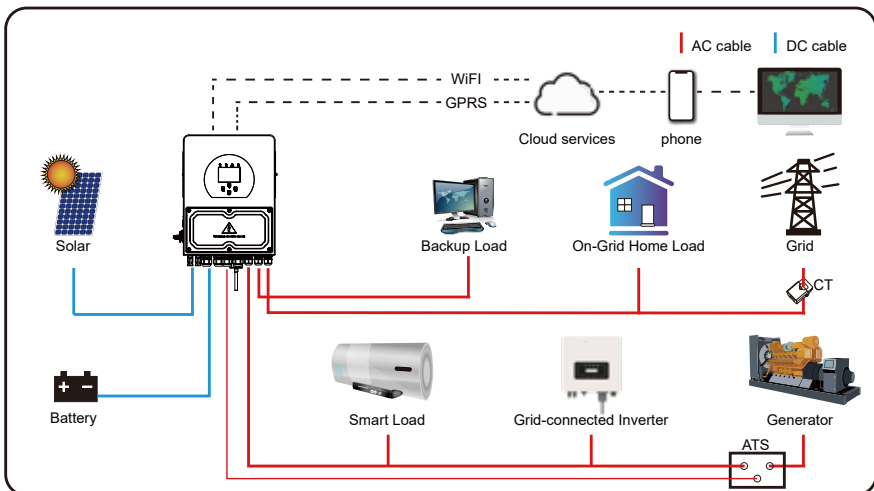 AC cable
DC cable
WiFI
GPRS
Cloud services
phone
Solar
Backup Load
On-Grid Home Load
Grid
CT
Battery
Smart Load
Grid-connected Inverter
Generator
ATS